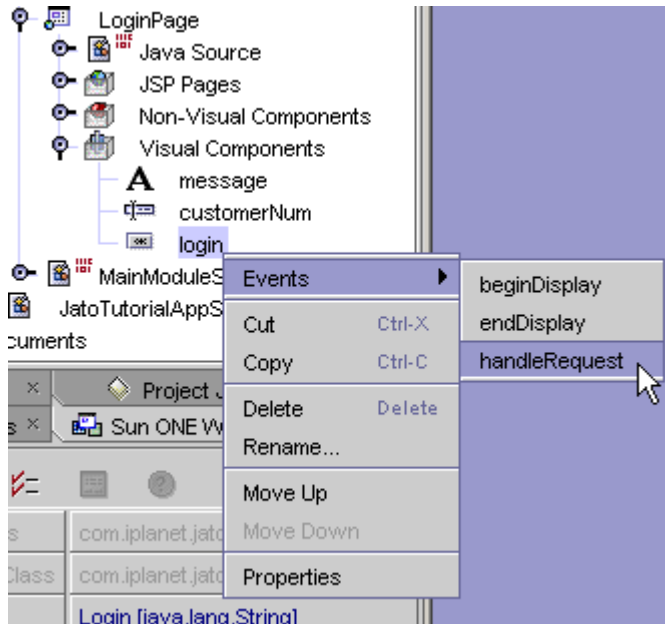 LoginPage
Java Source
JSP Pages
Non-Visual Components
Visual Components
A message
customerNum
OK login
MainModuleS
JatoTutorialAppS
cuments
Events
beginDisplay
endDisplay
handleRequest
Cut Ctrl-X
Copy Ctrl-C
Delete Delete
Rename...
Move Up
Move Down
Properties
Project J
s Sun ONE W
s com.iplanet.jato
Class com.iplanet.jato
Login [java.lang.String]